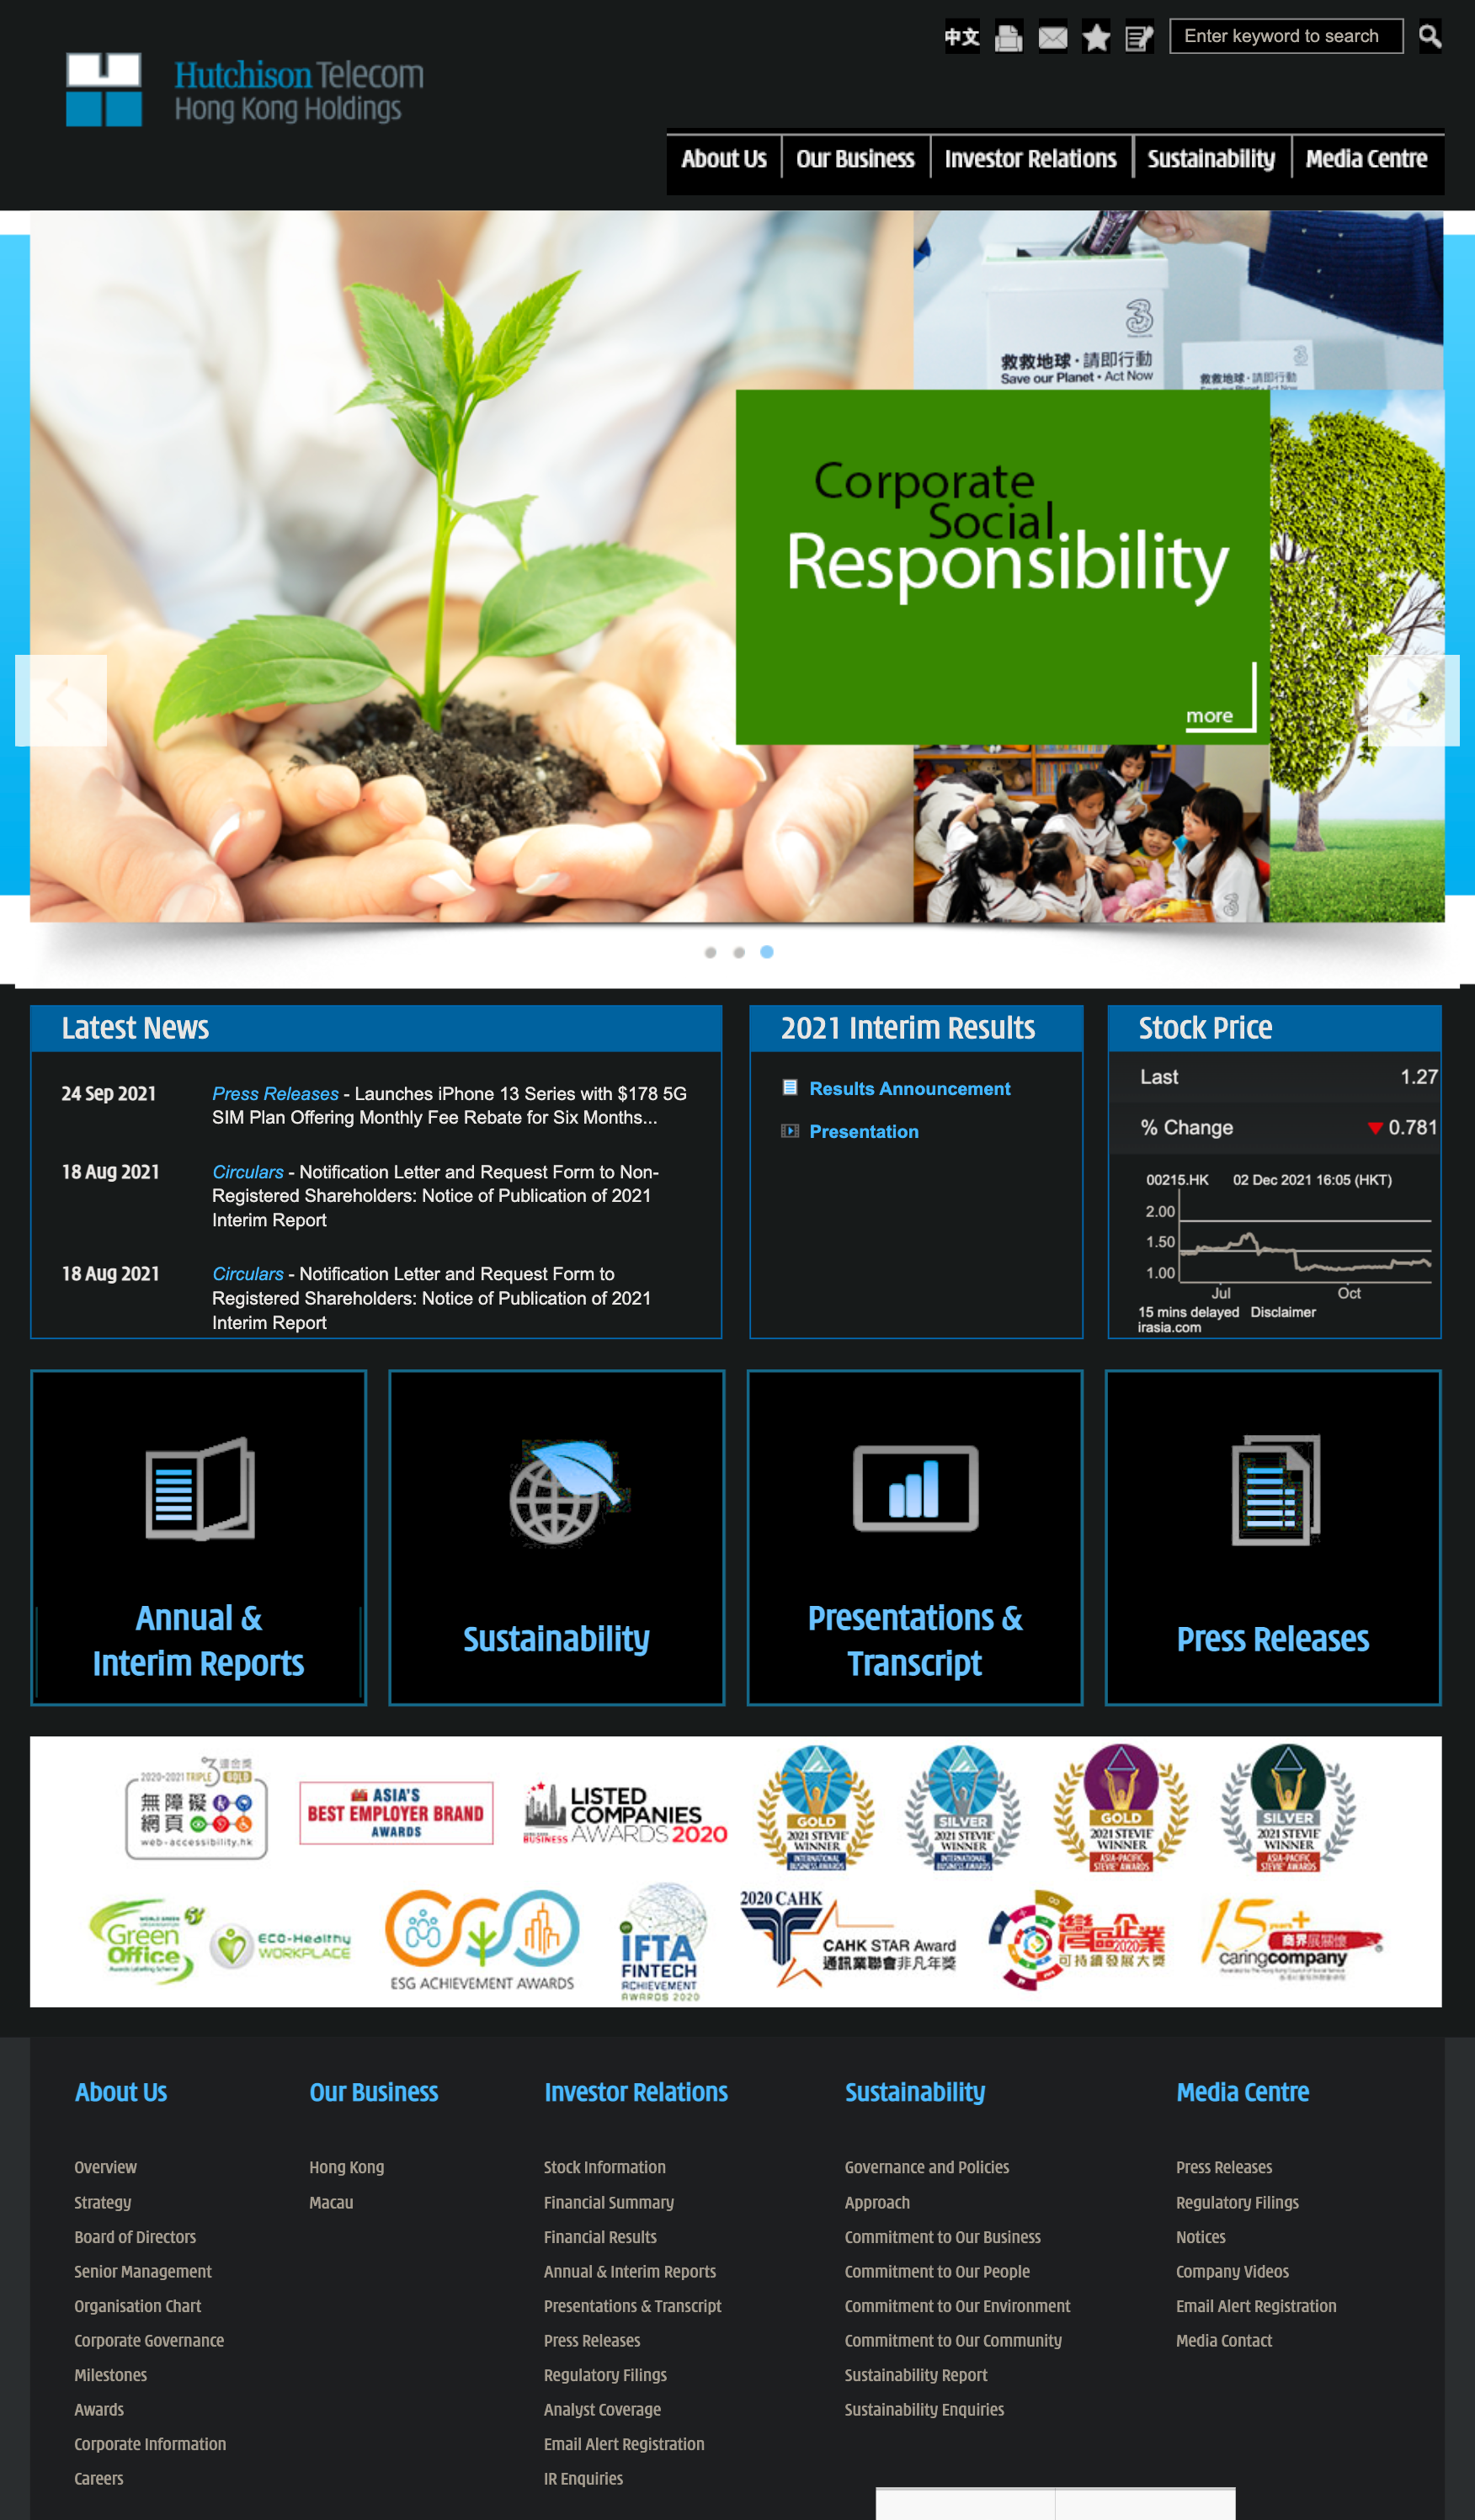 中文
Enter keyword to search
Hutchison Telecom
Hong Kong Holdings
About Us
Our Business
Investor Relations
Sustainability
Media Centre
3
救救地球·請即行動
Save our Planet • Act Now
3
救救地球·請即行動
Corporate
Social
Responsibility
more
Latest News
24 Sep 2021
Press Releases - Launches iPhone 13 Series with $178 5G
SIM Plan Offering Monthly Fee Rebate for Six Months...
18 Aug 2021
Circulars - Notification Letter and Request Form to Non-
Registered Shareholders: Notice of Publication of 2021
Interim Report
18 Aug 2021
Circulars - Notification Letter and Request Form to
Registered Shareholders: Notice of Publication of 2021
Interim Report
2021 Interim Results
Results Announcement
Presentation
Stock Price
Last 1.27
% Change 0.781
00215.HK 02 Dec 2021 16:05 (HKT)
2.00
1.50
1.00
Jul Oct
15 mins delayed Disclaimer
irasia.com
Annual &
Interim Reports
Sustainability
Presentations &
Transcript
Press Releases
2020-2021 TRIPLE 3 GOLD
無障礙
網頁
web-accessibility.hk
ASIA'S
BEST EMPLOYER BRAND
AWARDS
LISTED
COMPANIES
BUSINESS AWARDS 2020
GOLD
2021 STEVIE
WINNER
INTERNATIONAL
BUSINESS AWARDS
SILVER
2021 STEVIE
WINNER
INTERNATIONAL
BUSINESS AWARDS
GOLD
2021 STEVIE
WINNER
ASIA-PACIFIC
STEVIE AWARDS
SILVER
2021 STEVIE
WINNER
ASIA-PACIFIC
STEVIE AWARDS
Green
Office
Awards Labelling Scheme
5+
ECO-Healthy
WORKPLACE
ESG ACHIEVEMENT AWARDS
IFTA
FINTECH
ACHIEVEMENT
AWARDS 2020
2020 CAHK
CAHK STAR Award
通訊業聯會非凡年獎
灣區企業
2020
可持續發展大獎
15 years+
商界展關懷
caringcompany
About Us
Overview
Strategy
Board of Directors
Senior Management
Organisation Chart
Corporate Governance
Milestones
Awards
Corporate Information
Careers
Our Business
Hong Kong
Macau
Investor Relations
Stock Information
Financial Summary
Financial Results
Annual & Interim Reports
Presentations & Transcript
Press Releases
Regulatory Filings
Analyst Coverage
Email Alert Registration
IR Enquiries
Sustainability
Governance and Policies
Approach
Commitment to Our Business
Commitment to Our People
Commitment to Our Environment
Commitment to Our Community
Sustainability Report
Sustainability Enquiries
Media Centre
Press Releases
Regulatory Filings
Notices
Company Videos
Email Alert Registration
Media Contact